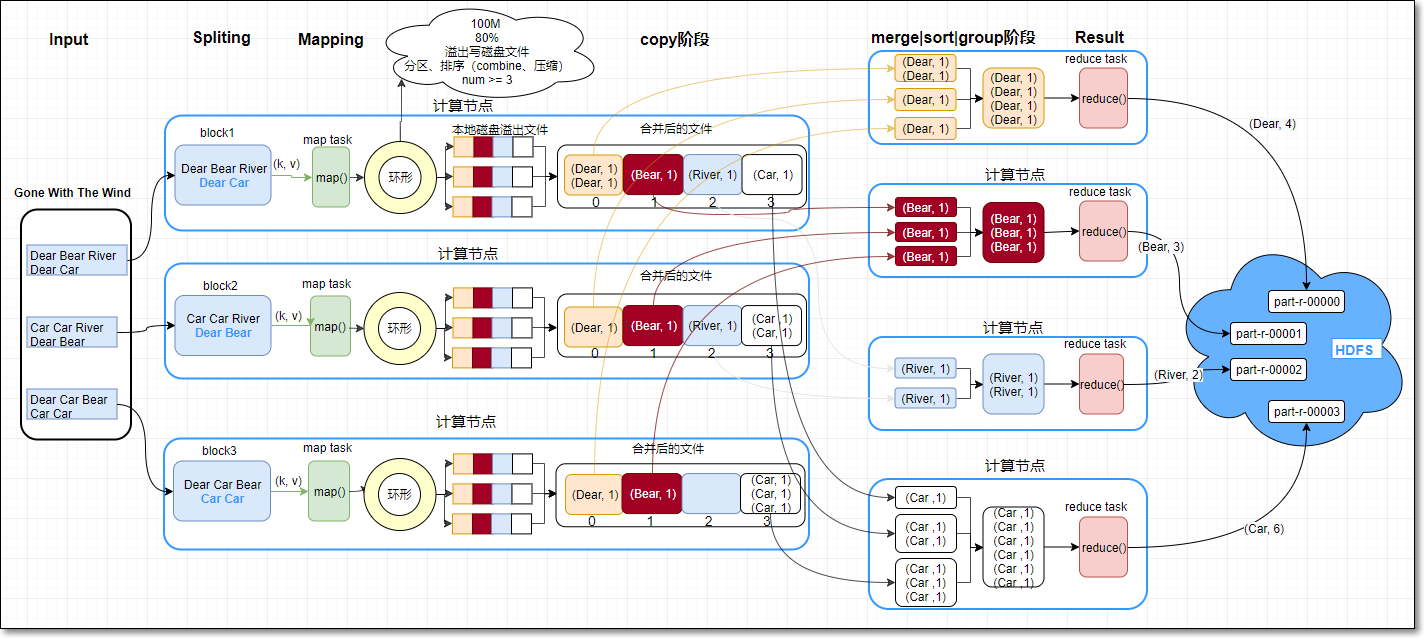 Input
Spliting
Mapping
100M
80%
溢出写磁盘文件
分区、排序（combine、压缩）
num >= 3
copy阶段
merge|sort|group阶段
Result
计算节点
block1
Dear Bear River
Dear Car
(k, v)
map task
map()
环形
本地磁盘溢出文件
合并后的文件
(Dear, 1)
(Dear, 1)
(Bear, 1)
(River, 1)
(Car, 1)
0
1
2
3
Gone With The Wind
Dear Bear River
Dear Car
Car Car River
Dear Bear
Dear Car Bear
Car Car
计算节点
block2
Car Car River
Dear Bear
(k, v)
map task
map()
环形
合并后的文件
(Dear, 1)
(Bear, 1)
(River, 1)
(Car, 1)
(Car, 1)
0
1
2
3
计算节点
block3
Dear Car Bear
Car Car
(k, v)
map task
map()
环形
合并后的文件
(Dear, 1)
(Bear, 1)
(Car, 1)
(Car, 1)
(Car, 1)
0
1
2
3
(Dear, 1)
(Dear, 1)
(Dear, 1)
(Dear, 1)
(Dear, 1)
(Dear, 1)
(Dear, 1)
(Dear, 1)
reduce task
reduce()
(Dear, 4)
计算节点
(Bear, 1)
(Bear, 1)
(Bear, 1)
(Bear, 1)
(Bear, 1)
(Bear, 1)
reduce task
reduce()
(Bear, 3)
计算节点
(River, 1)
(River, 1)
(River, 1)
(River, 1)
reduce task
reduce()
(River, 2)
计算节点
(Car ,1)
(Car ,1)
(Car ,1)
(Car ,1)
(Car ,1)
(Car ,1)
(Car ,1)
(Car ,1)
(Car ,1)
(Car ,1)
(Car ,1)
(Car ,1)
reduce task
reduce()
(Car, 6)
part-r-00000
part-r-00001
HDFS
part-r-00002
part-r-00003